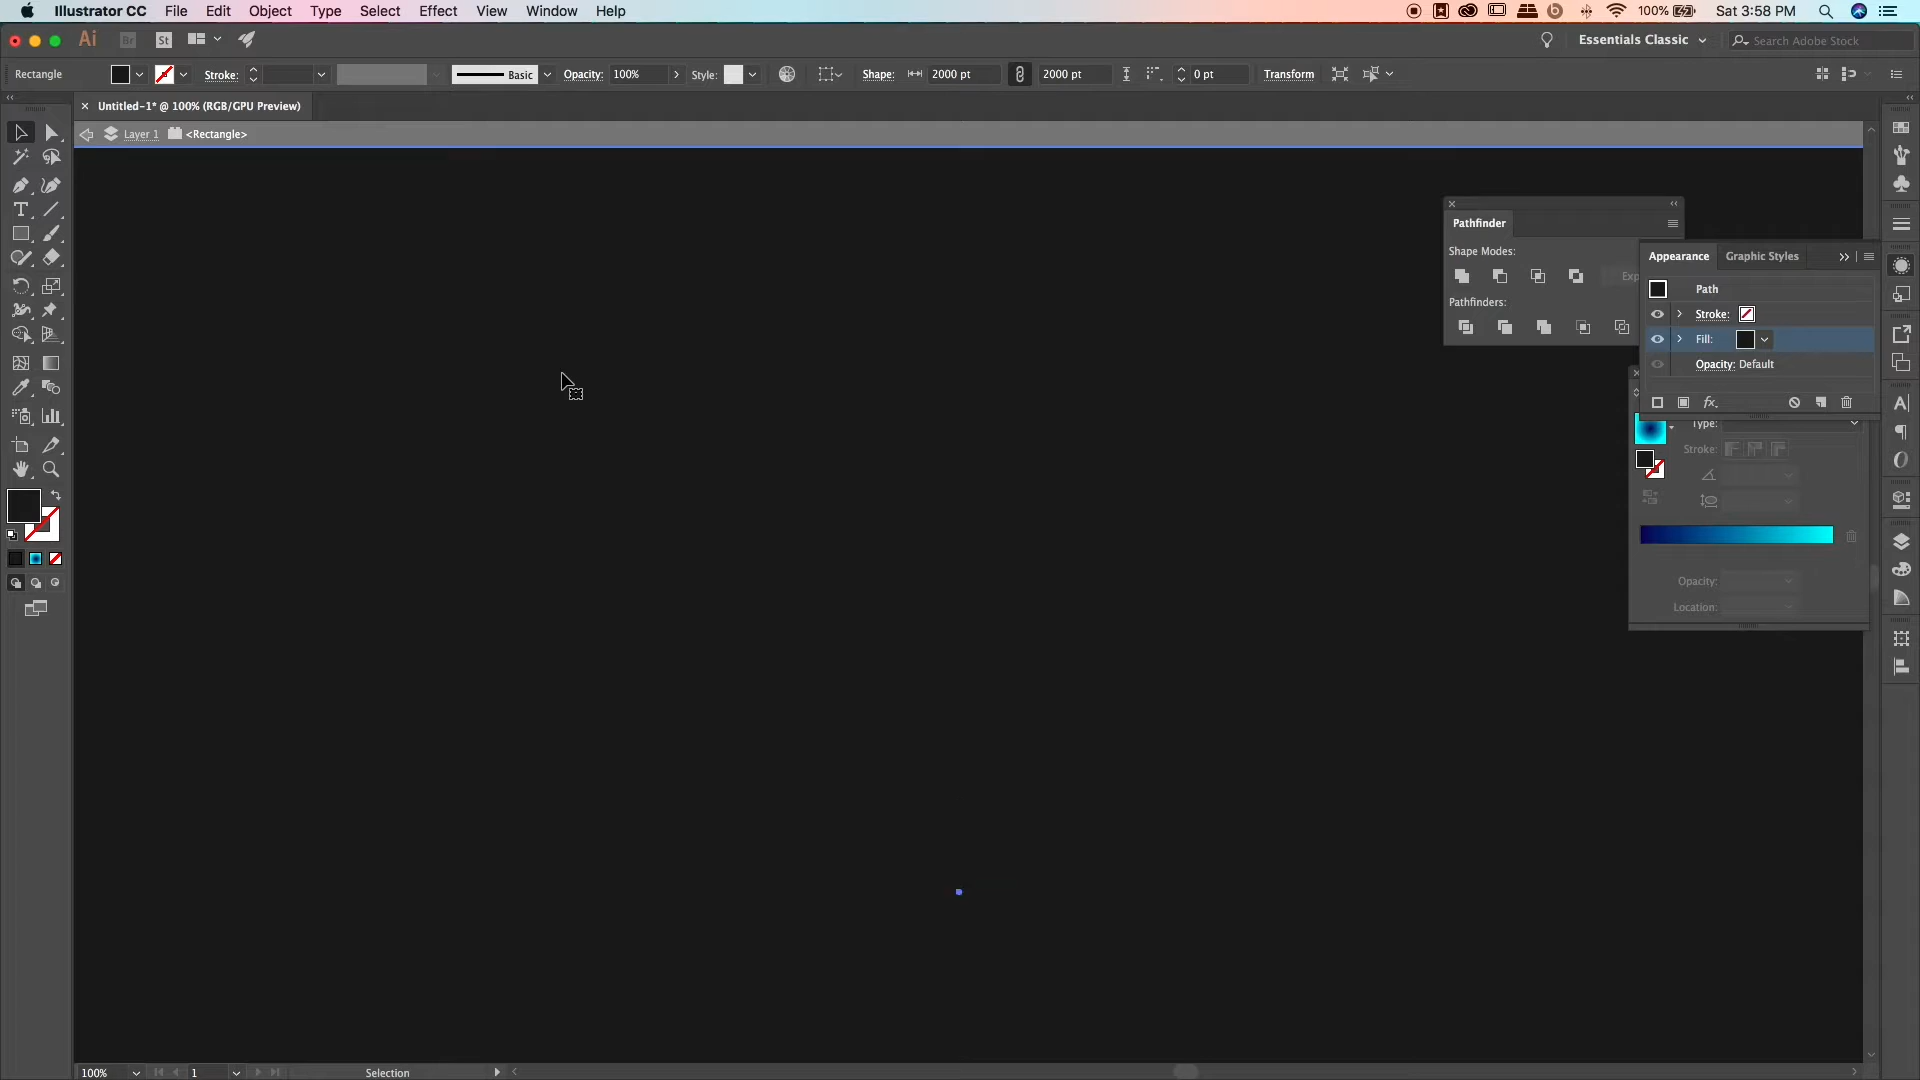 Illustrator CC File Edit Object Type Select Effect View Window Help 100% Sat 3:58 PM
Ai Br St Essentials Classic Search Adobe Stock
Rectangle Stroke: Basic Opacity: 100% Style: Shape: 2000 pt 2000 pt 0 pt Transform
Untitled-1* @ 100% (RGB/GPU Preview)
Layer 1 <Rectangle>
Pathfinder
Shape Modes:
Exp
Pathfinders:
Appearance Graphic Styles
Path
Stroke:
Fill:
Opacity: Default
fx
Type:
Stroke:
Opacity:
Location:
100% 1 Selection